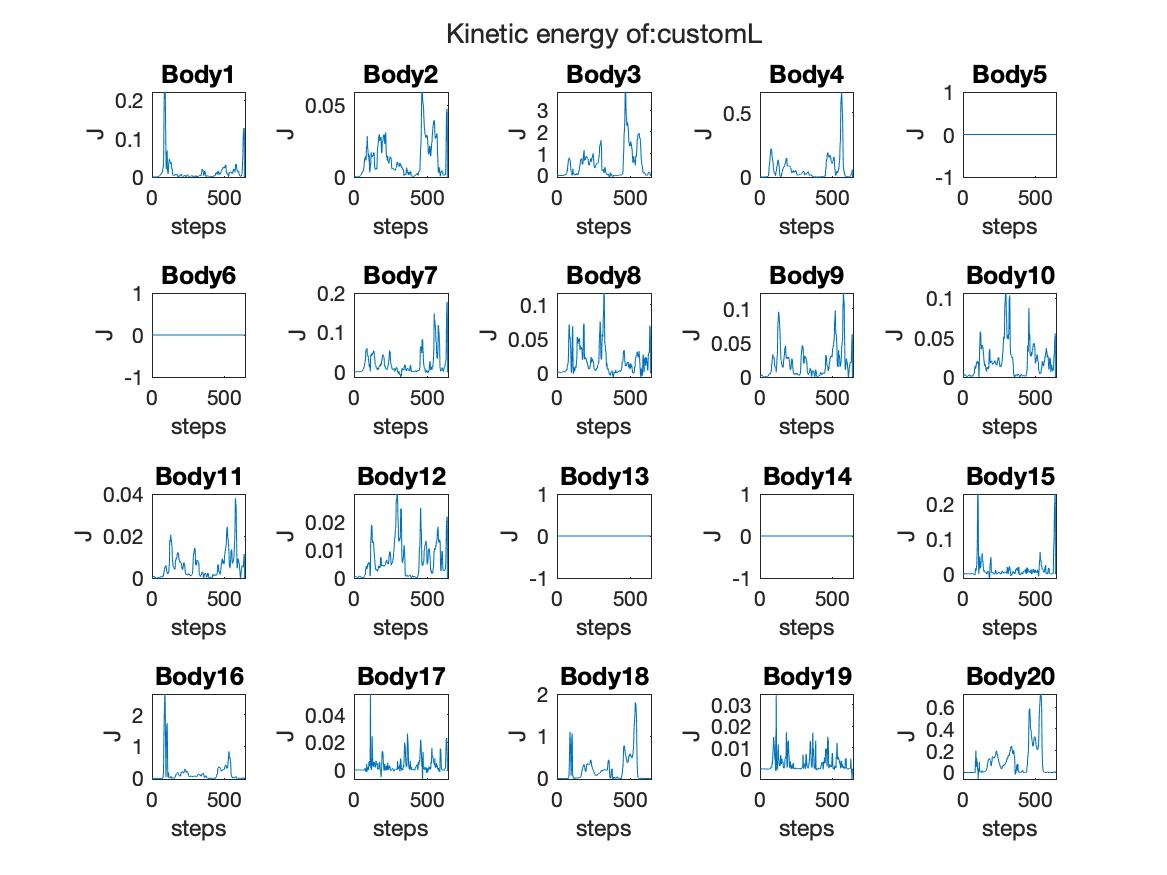 Kinetic energy of:customL
Body1 Body2 Body3 Body4 Body5
0.2 0.1 0 J 0 500 steps
0.05 0 J 0 500 steps
3 2 1 0 J 0 500 steps
0.5 0 J 0 500 steps
1 0 -1 J 0 500 steps
Body6 Body7 Body8 Body9 Body10
1 0 -1 J 0 500 steps
0.2 0.1 0 J 0 500 steps
0.1 0.05 0 J 0 500 steps
0.1 0.05 0 J 0 500 steps
0.1 0.05 0 J 0 500 steps
Body11 Body12 Body13 Body14 Body15
0.04 0.02 0 J 0 500 steps
0.02 0.01 0 J 0 500 steps
1 0 -1 J 0 500 steps
1 0 -1 J 0 500 steps
0.2 0.1 0 J 0 500 steps
Body16 Body17 Body18 Body19 Body20
2 1 0 J 0 500 steps
0.04 0.02 0 J 0 500 steps
2 1 0 J 0 500 steps
0.03 0.02 0.01 0 J 0 500 steps
0.6 0.4 0.2 0 J 0 500 steps